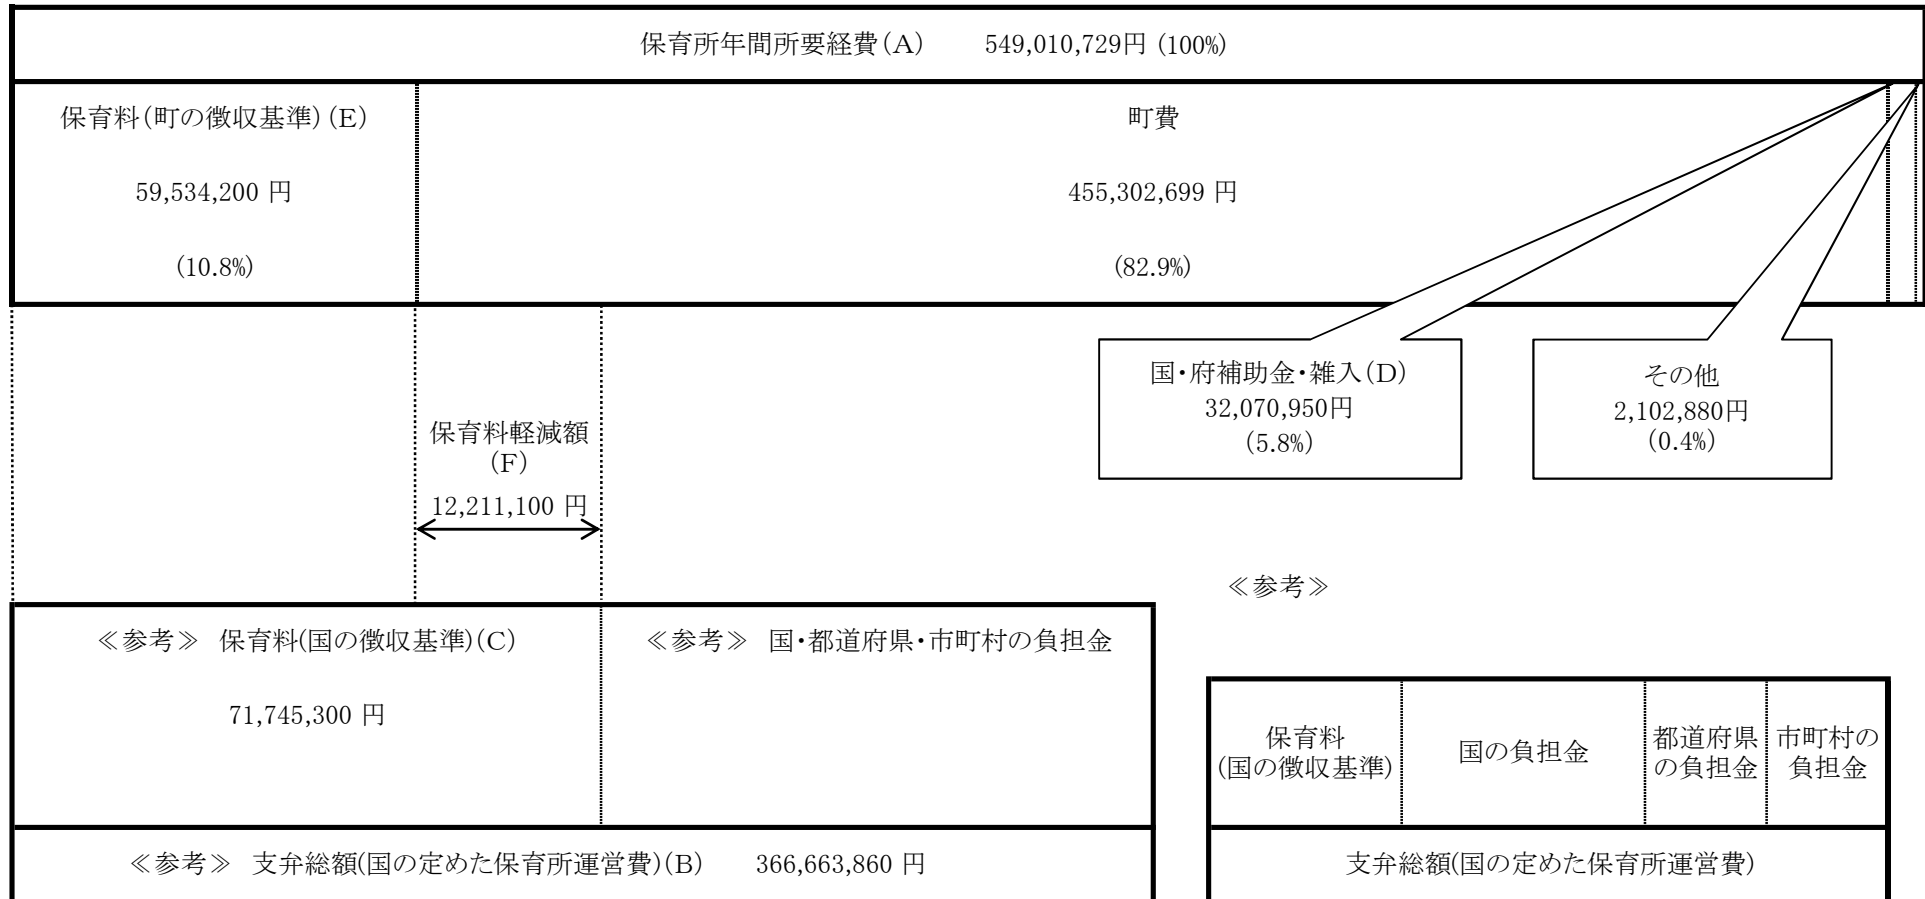 保育所年間所要経費(A)　　549,010,729円 (100%)
保育料(町の徴収基準)(E)
59,534,200 円
(10.8%)
町費
455,302,699 円
(82.9%)
国・府補助金・雑入(D)
32,070,950円
(5.8%)
その他
2,102,880円
(0.4%)
保育料軽減額
(F)
12,211,100 円
≪参考≫　保育料(国の徴収基準)(C)
71,745,300 円
≪参考≫　国・都道府県・市町村の負担金
≪参考≫　支弁総額(国の定めた保育所運営費)(B)　　366,663,860 円
≪参考≫
保育料
(国の徴収基準)
国の負担金
都道府県
の負担金
市町村の
負担金
支弁総額(国の定めた保育所運営費)